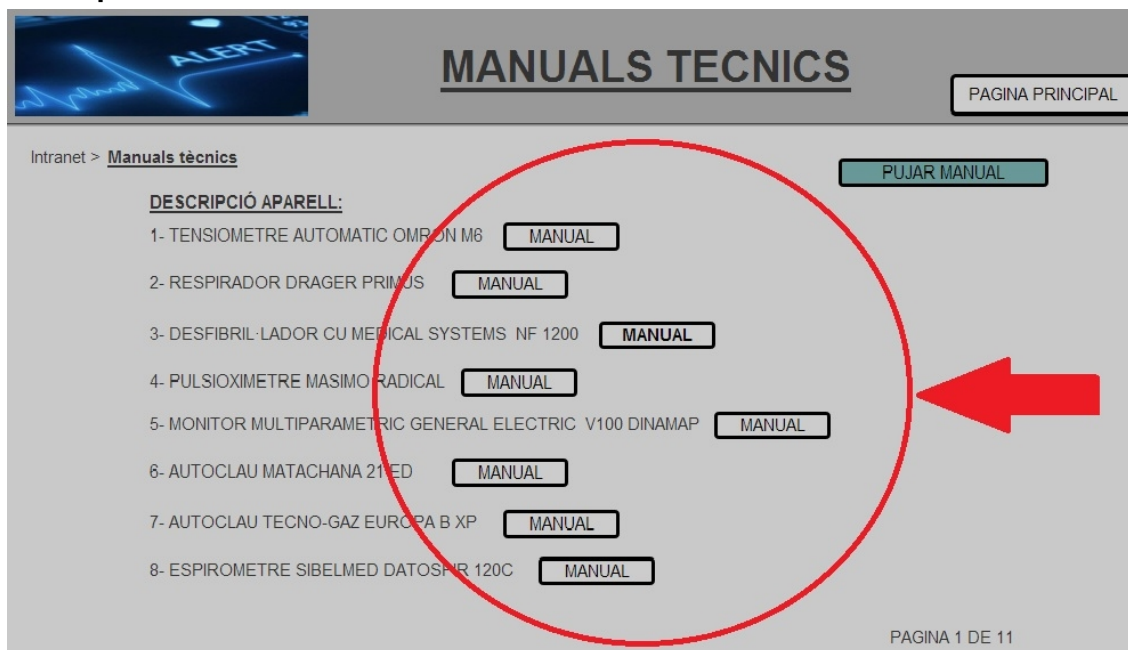 ALERT
MANUALS TECNICS
PAGINA PRINCIPAL
Intranet > Manuals tècnics
PUJAR MANUAL
DESCRIPCIÓ APARELL:
1- TENSIOMETRE AUTOMATIC OMRON M6 MANUAL
2- RESPIRADOR DRAGER PRIMUS MANUAL
3- DESFIBRIL·LADOR CU MEDICAL SYSTEMS NF 1200 MANUAL
4- PULSIOXIMETRE MASIMO RADICAL MANUAL
5- MONITOR MULTIPARAMETRIC GENERAL ELECTRIC V100 DINAMAP MANUAL
6- AUTOCLAU MATACHANA 21 ED MANUAL
7- AUTOCLAU TECNO-GAZ EUROPA B XP MANUAL
8- ESPIROMETRE SIBELMED DATOSPIR 120C MANUAL
PAGINA 1 DE 11